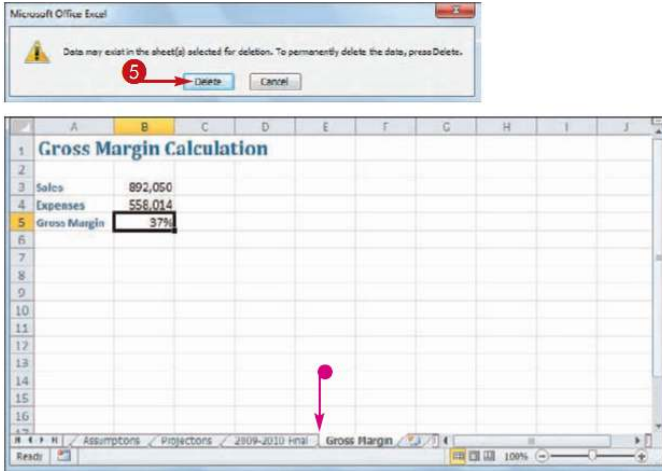 Microsoft Office Excel
Data may exist in the sheet(s) selected for deletion. To permanently delete the data, press Delete.
5
Delete Cancel
A B C D E F G H I J
1 Gross Margin Calculation
2
3 Sales 892,050
4 Expenses 558,014
5 Gross Margin 37%
6
7
8
9
10
11
12
13
14
15
16
17
Assumptions Projections 2009-2010 Final Gross Margin
Ready 100%